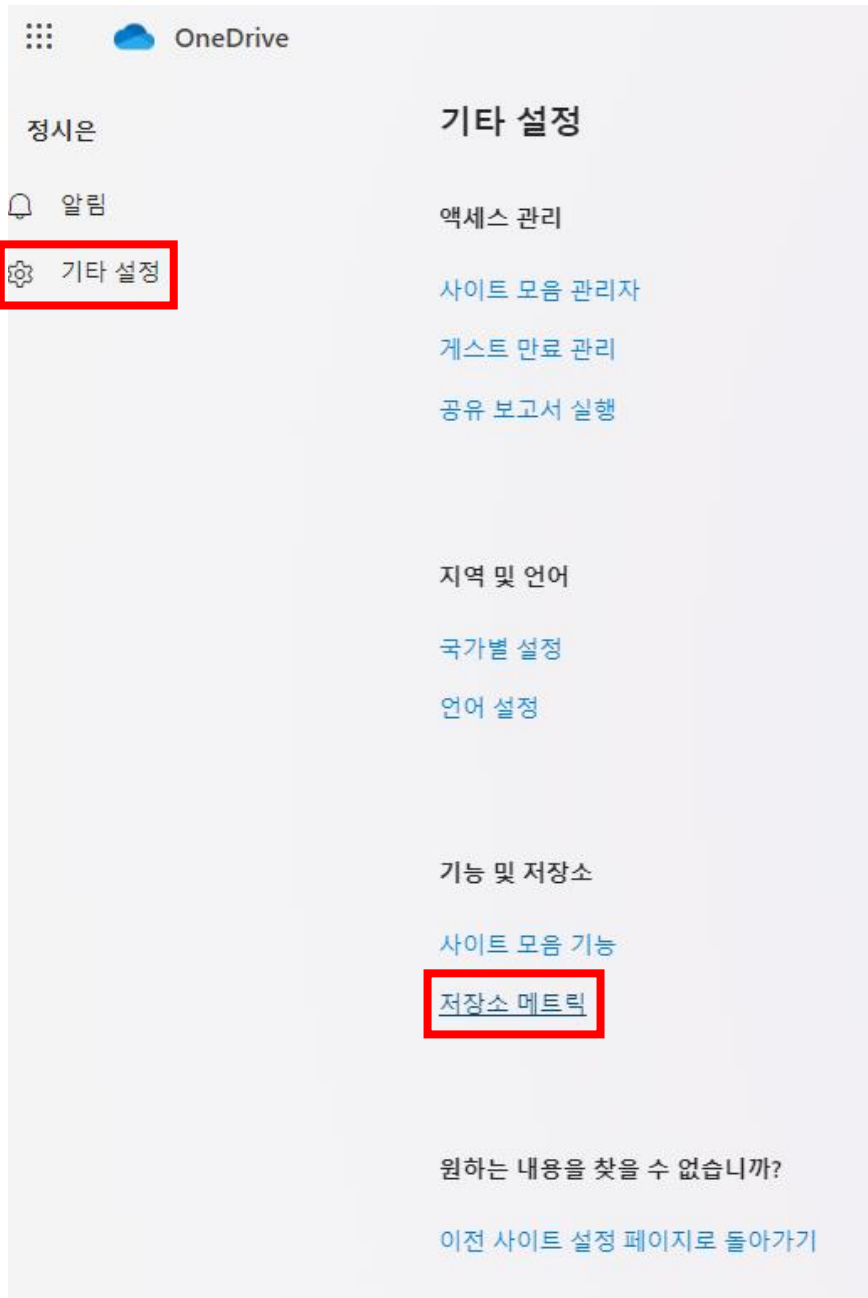 OneDrive
정시은
알림
기타 설정
기타 설정
액세스 관리
사이트 모음 관리자
게스트 만료 관리
공유 보고서 실행
지역 및 언어
국가별 설정
언어 설정
기능 및 저장소
사이트 모음 기능
저장소 메트릭
원하는 내용을 찾을 수 없습니까?
이전 사이트 설정 페이지로 돌아가기